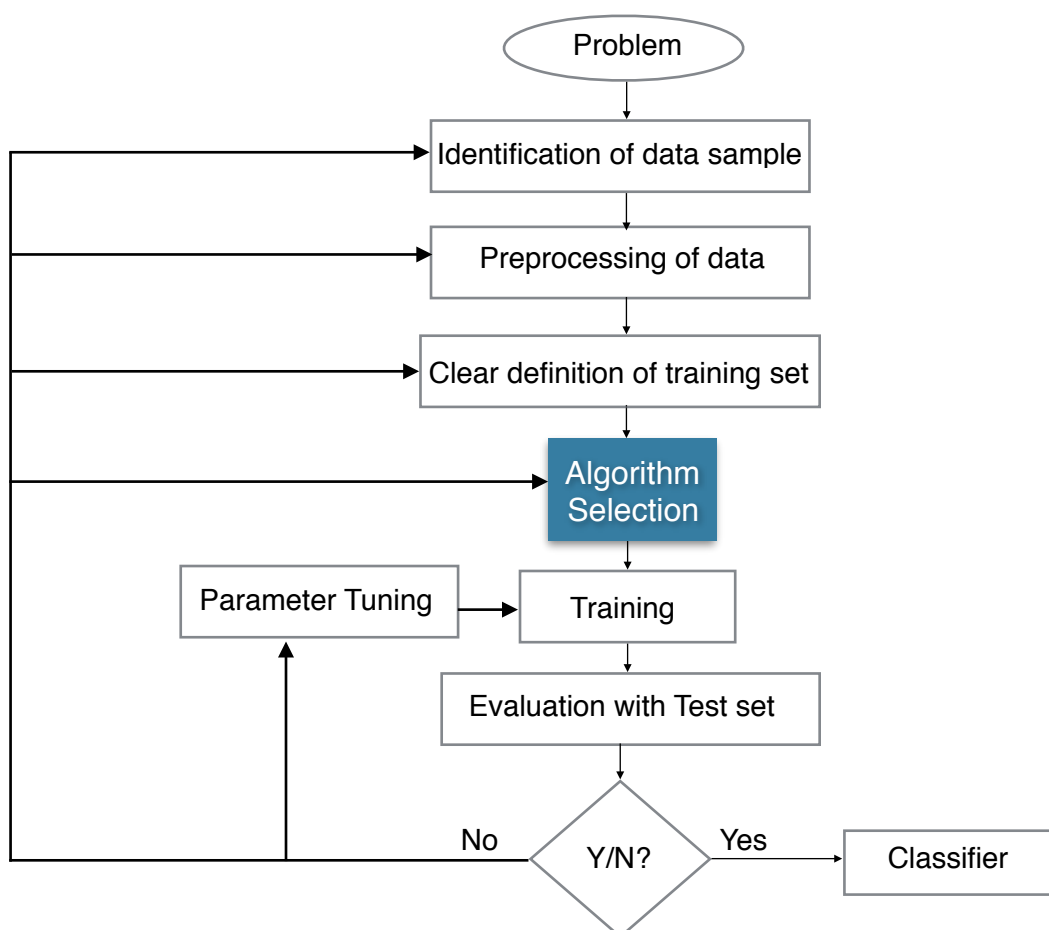 Problem
Identification of data sample
Preprocessing of data
Clear definition of training set
Algorithm
Selection
Parameter Tuning
Training
Evaluation with Test set
No
Y/N?
Yes
Classifier